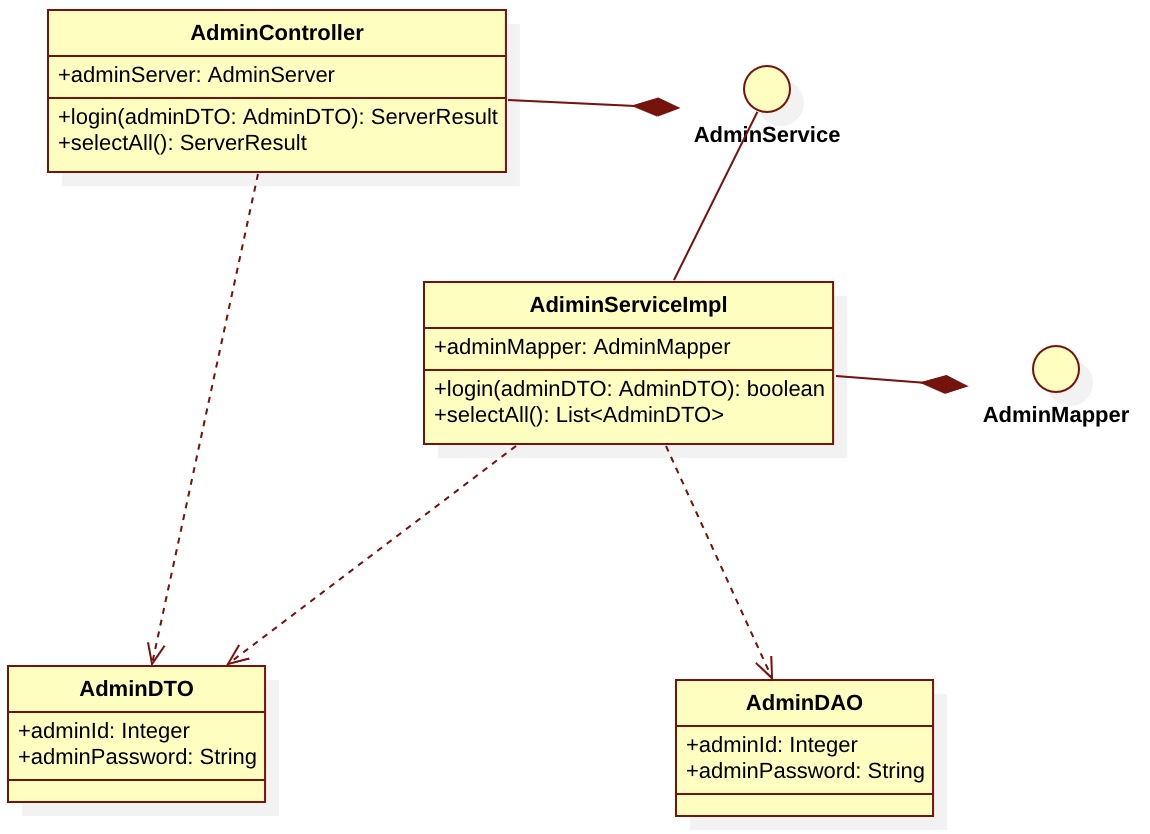 AdminController
+adminServer: AdminServer
+login(adminDTO: AdminDTO): ServerResult
+selectAll(): ServerResult
AdminService
AdiminServiceImpl
+adminMapper: AdminMapper
+login(adminDTO: AdminDTO): boolean
+selectAll(): List<AdminDTO>
AdminMapper
AdminDTO
+adminId: Integer
+adminPassword: String
AdminDAO
+adminId: Integer
+adminPassword: String